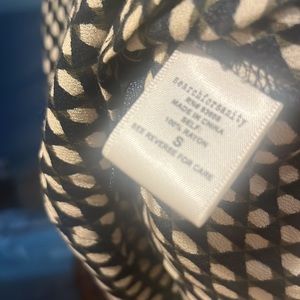 searchforsanity
MADE IN CHINA
SELF:
100% RAYON
S
SEE REVERSE FOR CARE